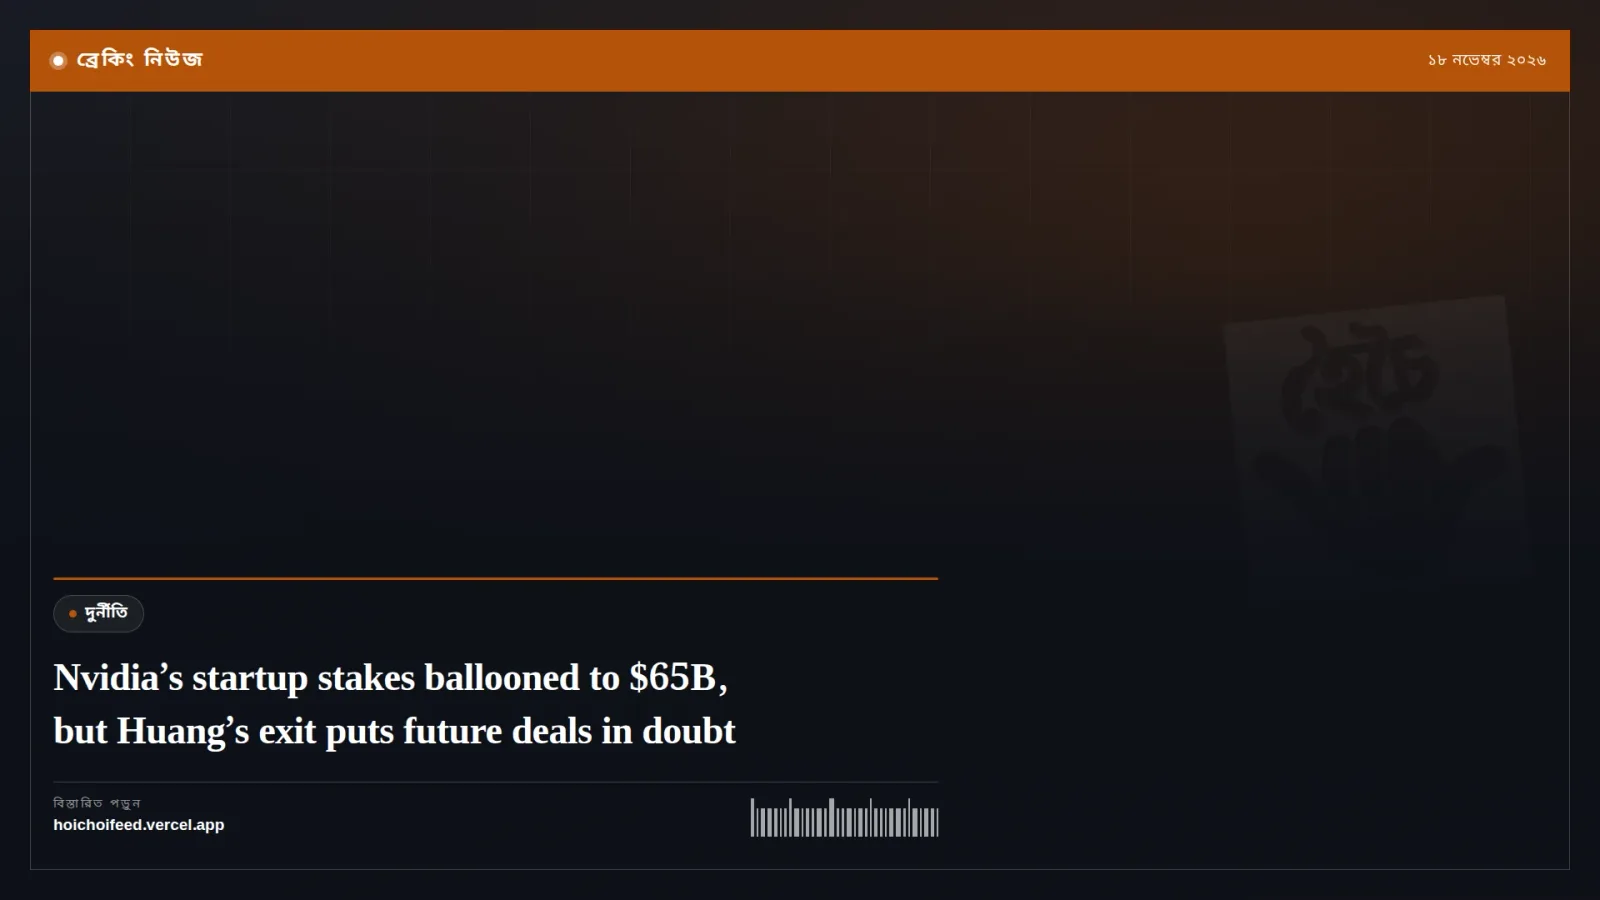 ব্রেকিং নিউজ
১৮ নভেম্বর ২০২৬
হৈচৈ
দুর্নীতি
Nvidia’s startup stakes ballooned to $65B,
but Huang’s exit puts future deals in doubt
বিস্তারিত পড়ুন
hoichoifeed.vercel.app